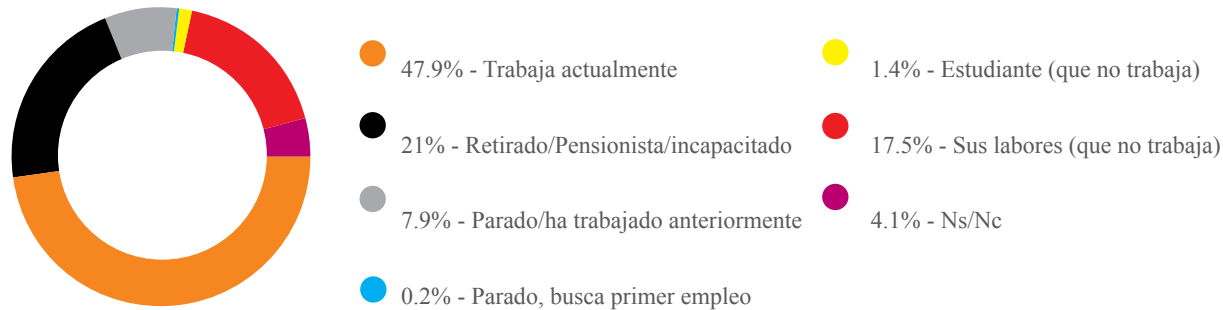 47.9% - Trabaja actualmente
21% - Retirado/Pensionista/incapacitado
7.9% - Parado/ha trabajado anteriormente
0.2% - Parado, busca primer empleo
1.4% - Estudiante (que no trabaja)
17.5% - Sus labores (que no trabaja)
4.1% - Ns/Nc